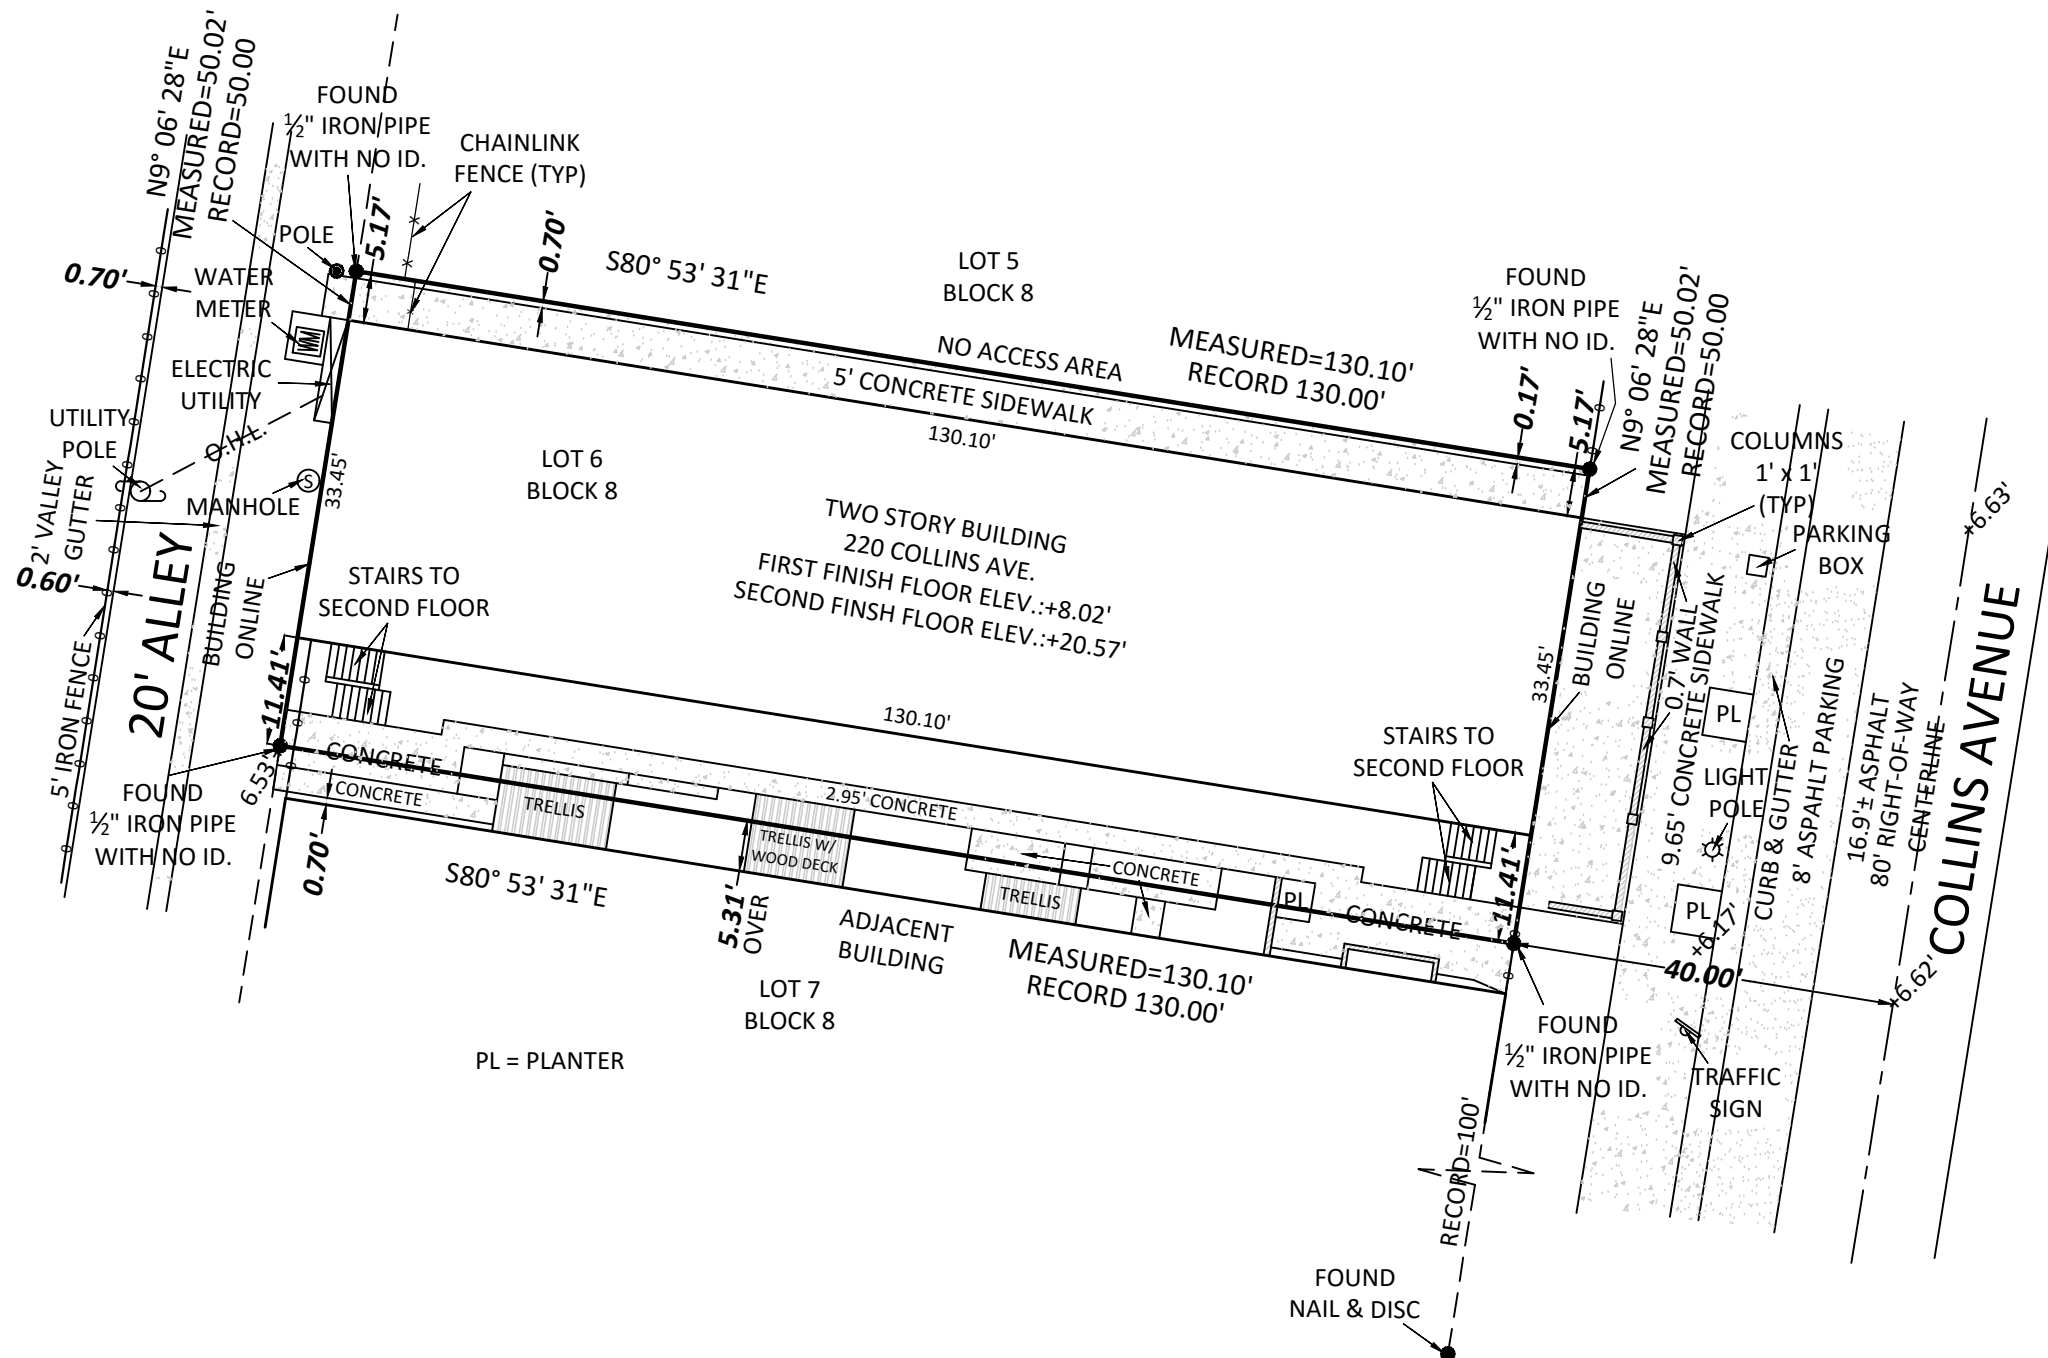 N9° 06' 28"E
MEASURED=50.02'
RECORD=50.00
FOUND
½" IRON PIPE
WITH NO ID.
CHAINLINK
FENCE (TYP)
5.17'
0.70'
S80° 53' 31"E
LOT 5
BLOCK 8
POLE
0.70'
WATER
METER
WM
ELECTRIC
UTILITY
NO ACCESS AREA
MEASURED=130.10'
RECORD 130.00'
5' CONCRETE SIDEWALK
130.10'
FOUND
½" IRON PIPE
WITH NO ID.
0.17'
5.17'
N9° 06' 28"E
MEASURED=50.02'
RECORD=50.00
COLUMNS
1' x 1'
(TYP)
PARKING
BOX
+6.63'
UTILITY
POLE
O.H.L.
2' VALLEY
GUTTER
MANHOLE
S
33.45'
LOT 6
BLOCK 8
TWO STORY BUILDING
220 COLLINS AVE.
FIRST FINISH FLOOR ELEV.:+8.02'
SECOND FINSH FLOOR ELEV.:+20.57'
0.60'
20' ALLEY
BUILDING
ONLINE
STAIRS TO
SECOND FLOOR
5' IRON FENCE
11.41'
130.10'
33.45'
BUILDING
ONLINE
0.7' WALL
9.65' CONCRETE SIDEWALK
PL
LIGHT
POLE
CURB & GUTTER
8' ASPAHLT PARKING
16.9'± ASPHALT
80' RIGHT-OF-WAY
CENTERLINE
COLLINS AVENUE
STAIRS TO
SECOND FLOOR
6.53'
CONCRETE
CONCRETE
TRELLIS
2.95' CONCRETE
TRELLIS W/
WOOD DECK
CONCRETE
TRELLIS
PL
CONCRETE
11.41'
PL
+6.17'
40.00'
+6.62'
FOUND
½" IRON PIPE
WITH NO ID.
0.70'
S80° 53' 31"E
5.31'
OVER
ADJACENT
BUILDING
MEASURED=130.10'
RECORD 130.00'
LOT 7
BLOCK 8
PL = PLANTER
FOUND
½" IRON PIPE
WITH NO ID.
TRAFFIC
SIGN
RECORD=100'
FOUND
NAIL & DISC